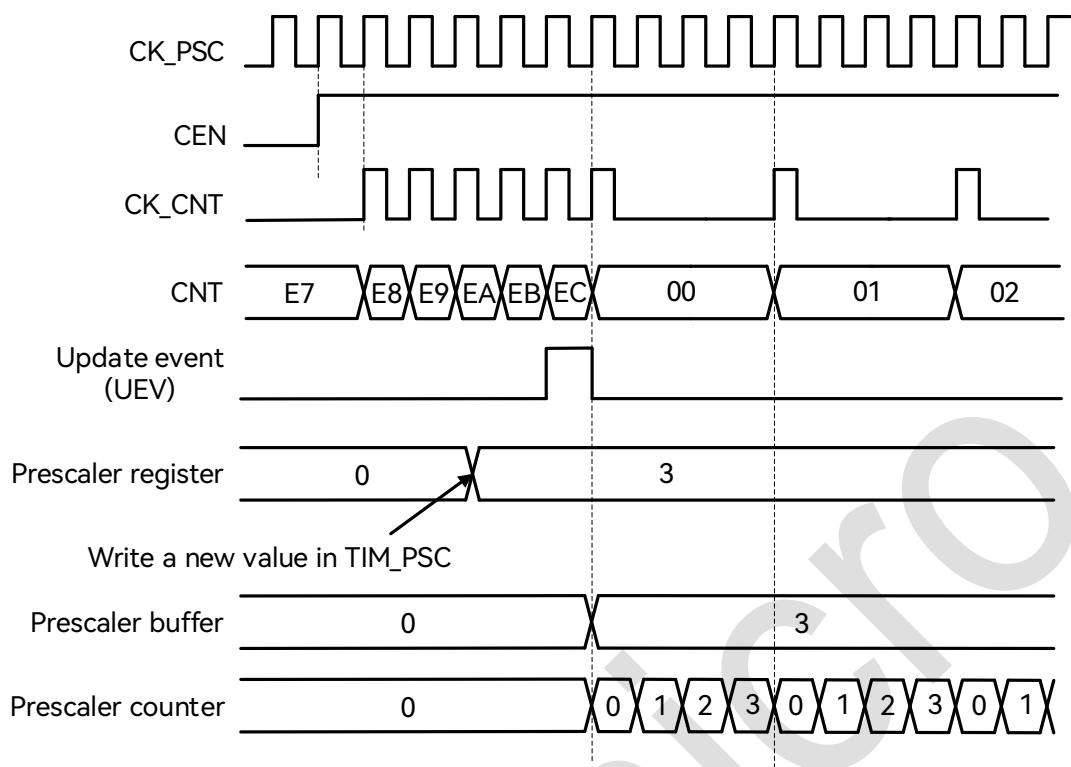 CK_PSC
CEN
CK_CNT
CNT E7 E8 E9 EA EB EC 00 01 02
Update event
(UEV)
Prescaler register 0 3
Write a new value in TIM_PSC
Prescaler buffer 0 3
Prescaler counter 0 0 1 2 3 0 1 2 3 0 1
micro